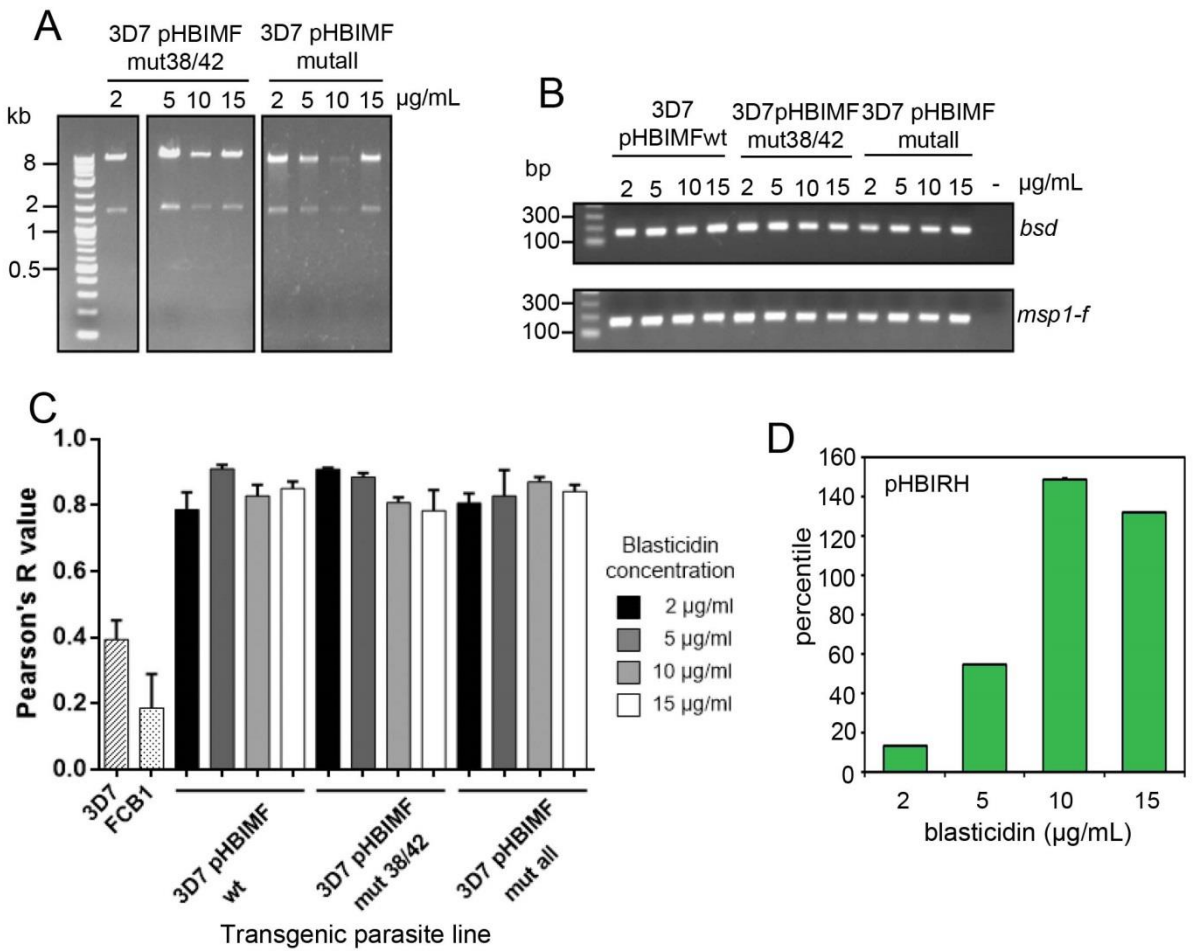 A
3D7 pHBIMF
mut38/42
3D7 pHBIMF
mutall
2
5 10 15
2 5 10 15
µg/mL
kb
8
2
1
0.5
B
3D7
pHBIMFwt
3D7pHBIMF
mut38/42
3D7 pHBIMF
mutall
bp
2 5 10 15 2 5 10 15 2 5 10 15 -
µg/mL
300
100
bsd
300
100
msp1-f
C
Pearson's R value
1.0
0.8
0.6
0.4
0.2
0.0
3D7
FCB1
3D7 pHBIMF
wt
3D7 pHBIMF
mut 38/42
3D7 pHBIMF
mut all
Transgenic parasite line
Blasticidin
concentration
2 µg/ml
5 µg/ml
10 µg/ml
15 µg/ml
D
pHBIRH
percentile
160
140
120
100
80
60
40
20
0
2 5 10 15
blasticidin (µg/mL)